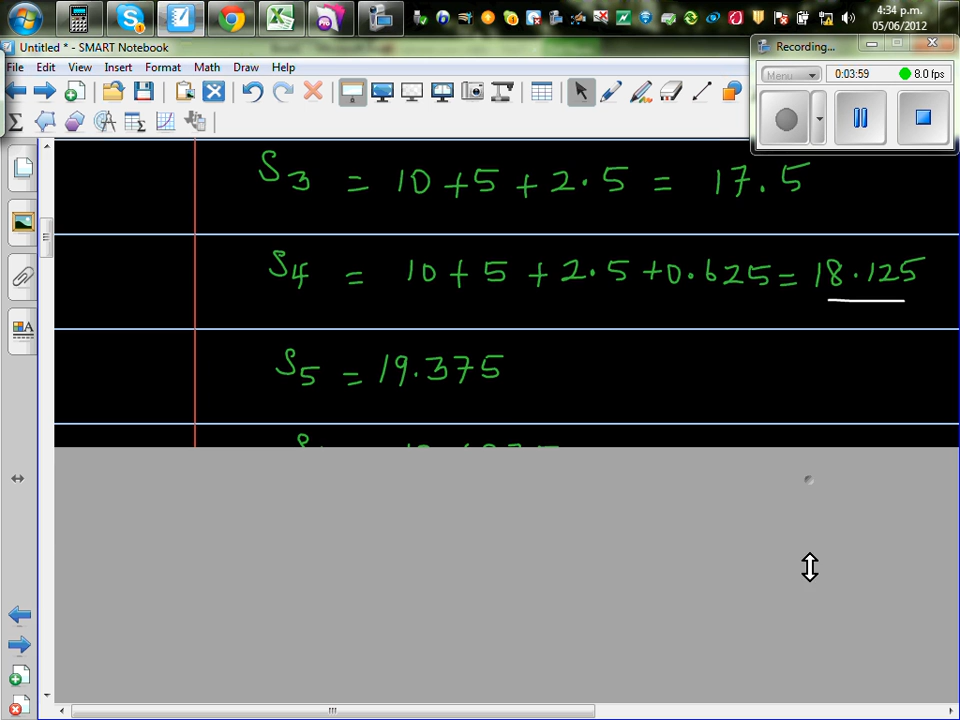 4:34 p.m.
05/06/2012
Untitled * - SMART Notebook
Recording...
File Edit View Insert Format Math Draw Help
Menu 0:03:59 8.0 fps
S3 = 10 + 5 + 2.5 = 17.5
S4 = 10 + 5 + 2.5 + 0.625 = 18.125
S5 = 19.375